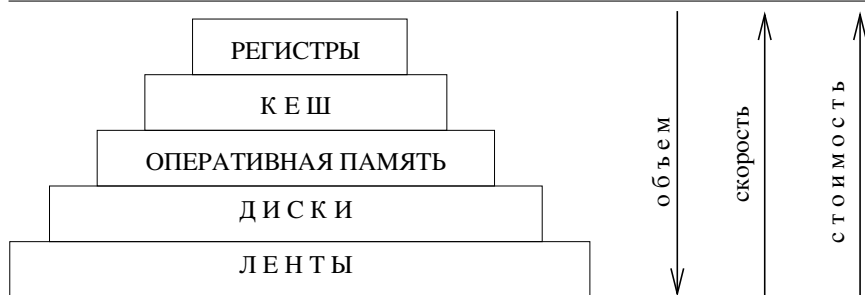 РЕГИСТРЫ
К Е Ш
ОПЕРАТИВНАЯ ПАМЯТЬ
Д И С К И
Л Е Н Т Ы
о б ъ е м
скорость
с т о и м о с т ь